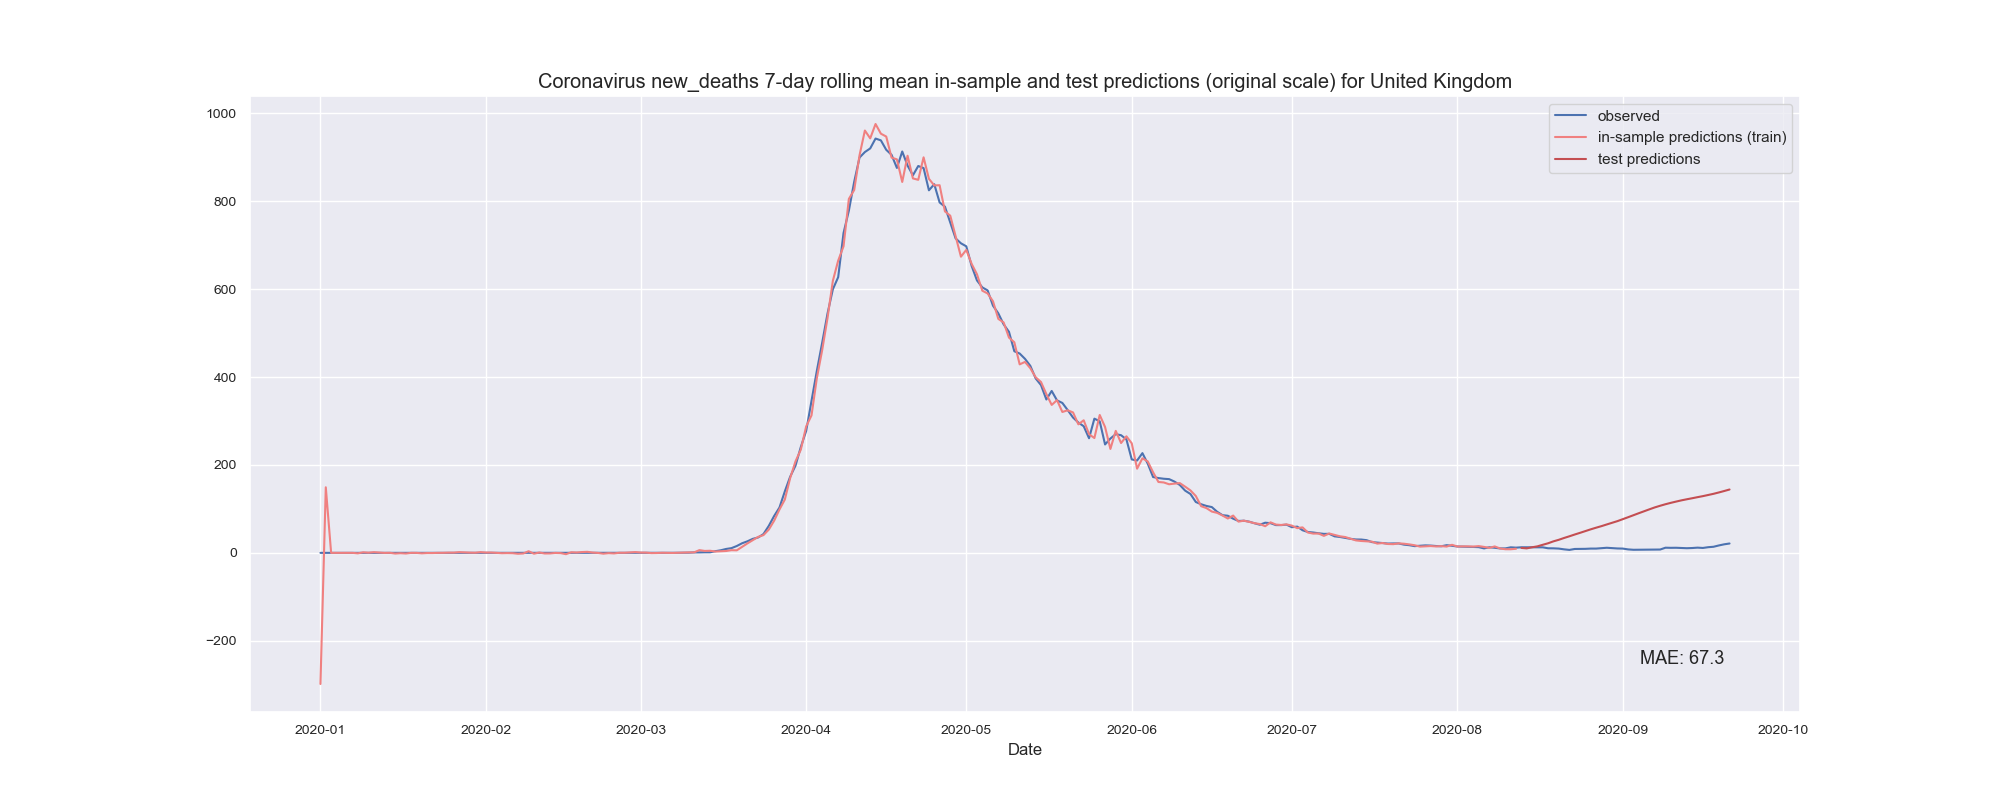 Coronavirus new_deaths 7-day rolling mean in-sample and test predictions (original scale) for United Kingdom
1000
800
600
400
200
0
−200
observed
in-sample predictions (train)
test predictions
MAE: 67.3
2020-01 2020-02 2020-03 2020-04 2020-05 2020-06 2020-07 2020-08 2020-09 2020-10
Date